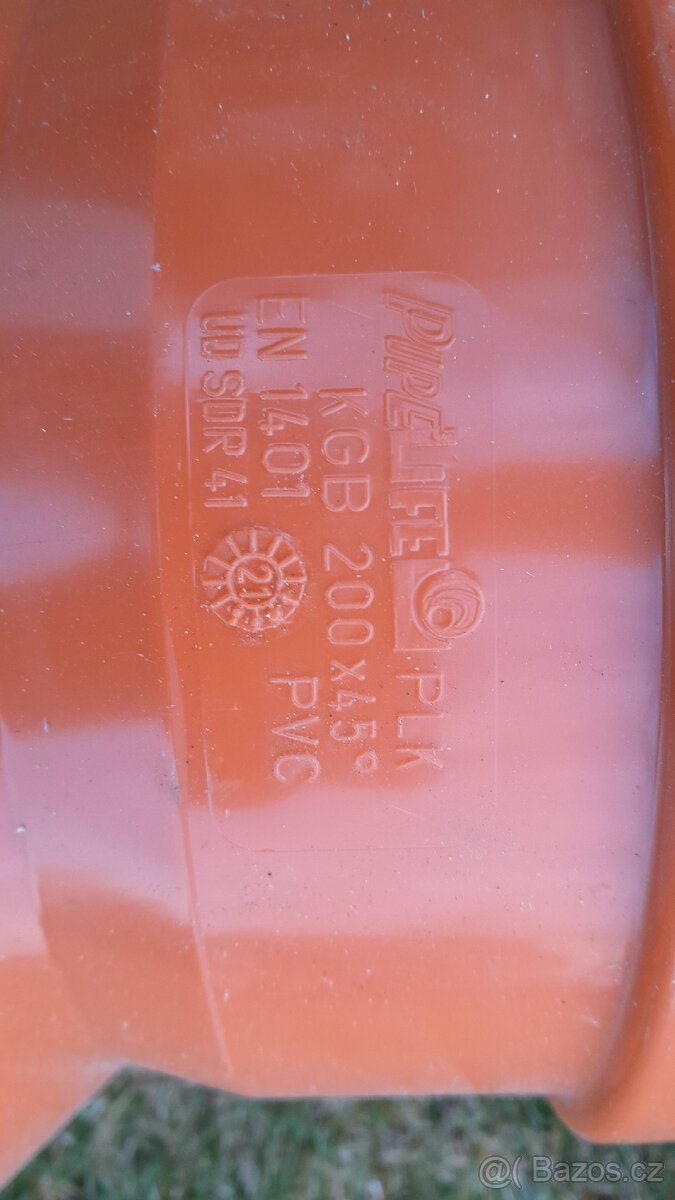 PIPELIFE PLK
KGB 200x45°
EN 1401 PVC
UD SDR 41
21
@( Bazos.cz